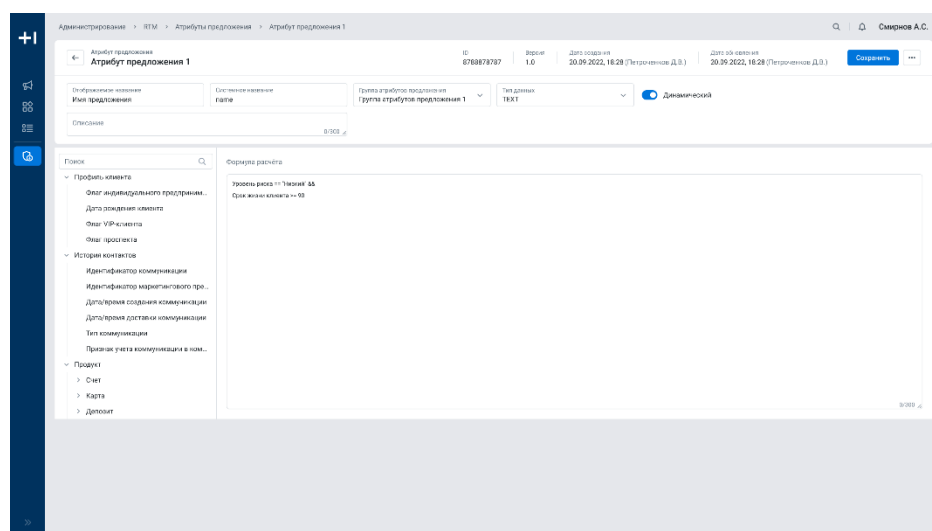 Администрирование > RTM > Атрибуты предложения > Атрибут предложения 1
Смирнов А.С.
Атрибут предложения
Атрибут предложения 1
ID
8788878787
Версия
1.0
Дата создания
20.09.2022, 18:28 (Петроченков Д.В.)
Дата обновления
20.09.2022, 18:28 (Петроченков Д.В.)
Сохранить
Отображаемое название
Имя предложения
Системное название
name
Группа атрибутов предложения
Группа атрибутов предложения 1
Тип данных
TEXT
Динамический
Описание
0/300
Поиск
Профиль клиента
Флаг индивидуального предприним...
Дата рождения клиента
Флаг VIP-клиента
Флаг проспекта
История контактов
Идентификатор коммуникации
Идентификатор маркетингового пре...
Дата/время создания коммуникации
Дата/время доставки коммуникации
Тип коммуникации
Признак учета коммуникации в ком...
Продукт
Счет
Карта
Депозит
Формула расчёта
Уровень риска == "Низкий" &&
Срок жизни клиента >= 90
0/300